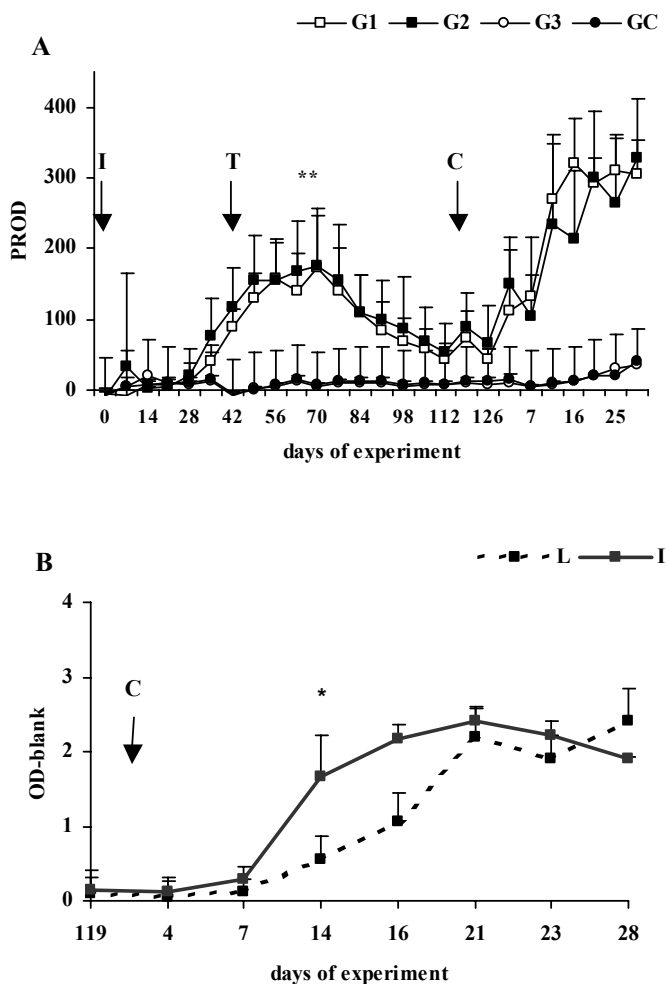 G1 G2 G3 GC
A
400
I T ** C
300
PROD
200
100
0
0 14 28 42 56 70 84 98 112 126 7 16 25
days of experiment
L I
B
4
C
3
*
OD-blank
2
1
0
119 4 7 14 16 21 23 28
days of experiment